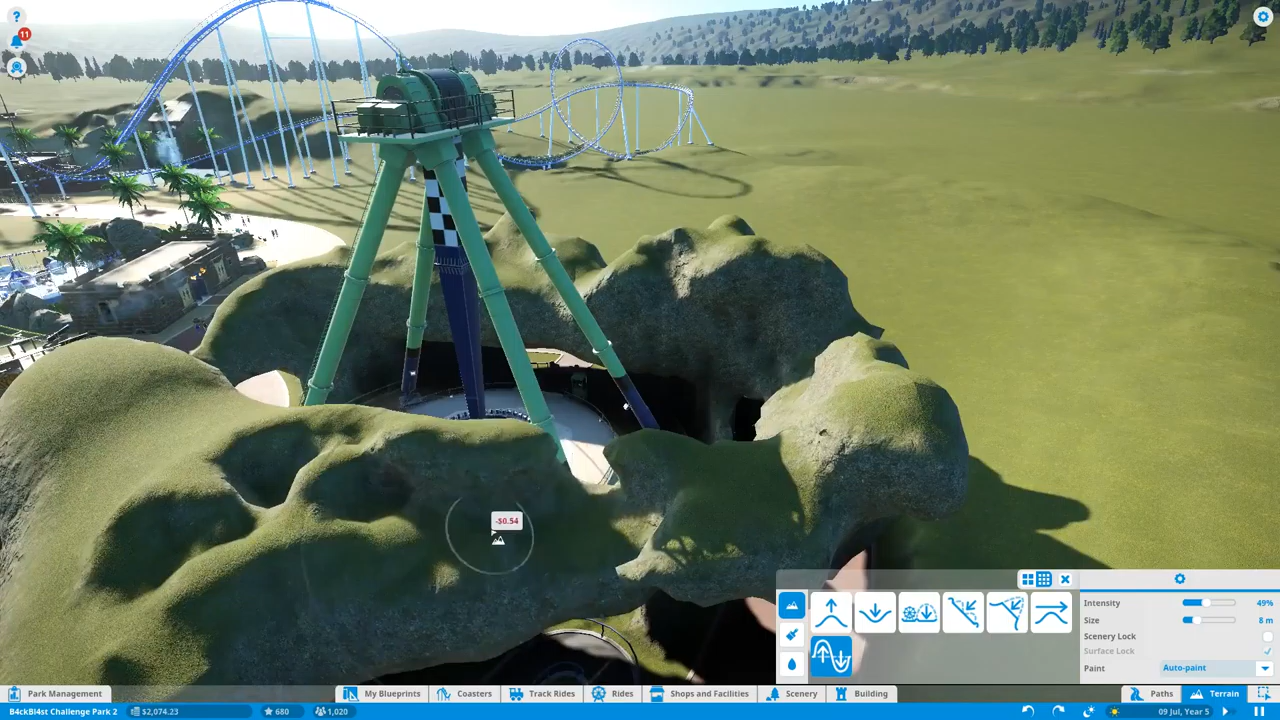 ?
11
-$0.54
Intensity 49%
Size 8 m
Scenery Lock
Surface Lock
Paint Auto-paint
Park Management My Blueprints Coasters Track Rides Rides Shops and Facilities Scenery Building Paths Terrain
B4ckBl4st Challenge Park 2 $2,074.23 680 1,020 09 Jul, Year 5